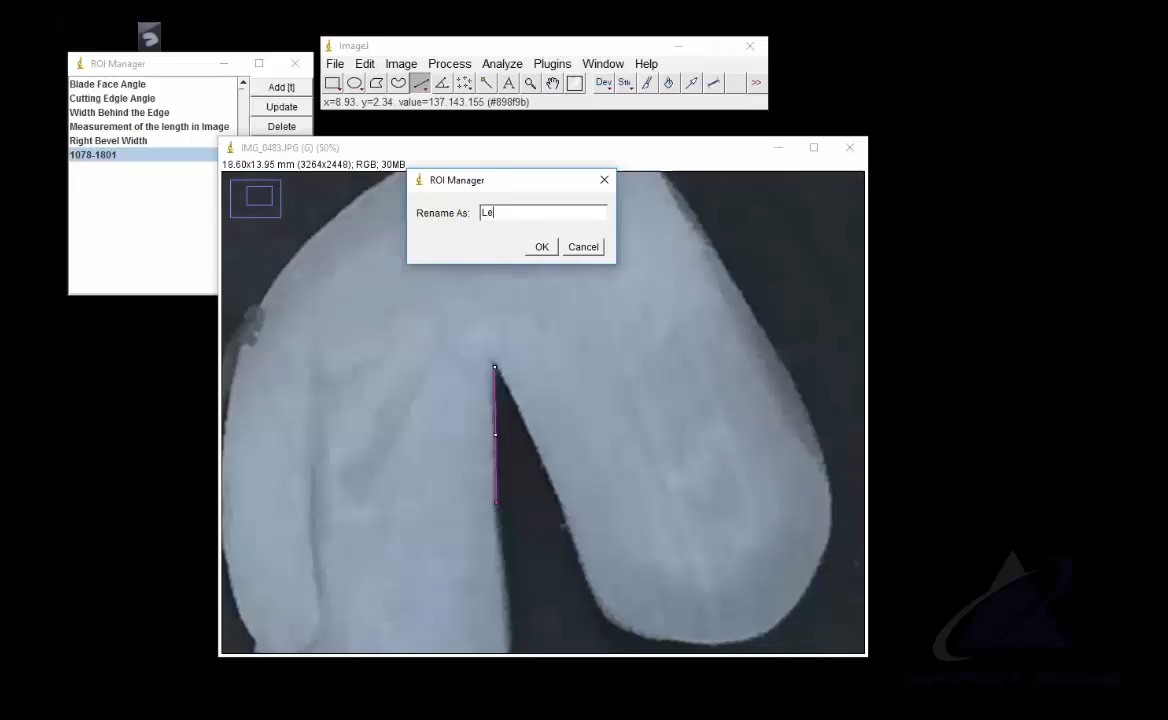 ImageJ
ROI Manager
File Edit Image Process Analyze Plugins Window Help
Blade Face Angle
Cutting Edgle Angle
Width Behind the Edge
Measurement of the length in Image
Right Bevel Width
1078-1801
Add [t]
Update
Delete
Dev
Stk
>>
x=8.93, y=2.34, value=137,143,155 (#898f9b)
IMG_0483.JPG (G) (50%)
18.60x13.95 mm (3264x2448); RGB; 30MB
ROI Manager
Rename As: Le
OK Cancel